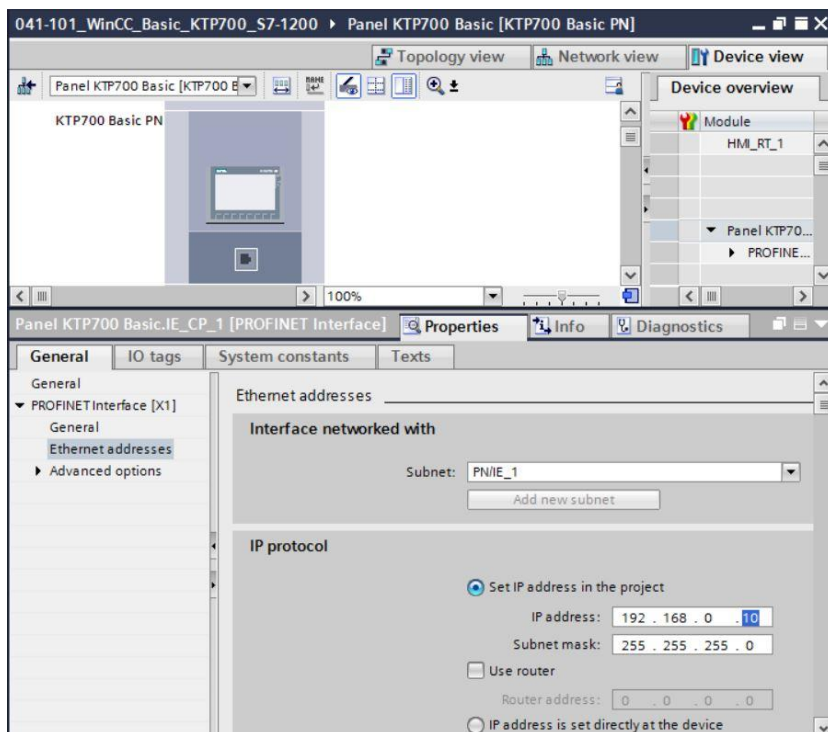 041-101_WinCC_Basic_KTP700_S7-1200 ▸ Panel KTP700 Basic [KTP700 Basic PN]
Topology view Network view Device view
Panel KTP700 Basic [KTP700 B
Device overview
KTP700 Basic PN
Module
HMI_RT_1
Panel KTP70...
PROFINE...
100%
Panel KTP700 Basic.IE_CP_1 [PROFINET Interface]
Properties Info Diagnostics
General IO tags System constants Texts
General
PROFINET Interface [X1]
General
Ethernet addresses
Advanced options
Ethernet addresses
Interface networked with
Subnet: PN/IE_1
Add new subnet
IP protocol
Set IP address in the project
IP address: 192 . 168 . 0 . 10
Subnet mask: 255 . 255 . 255 . 0
Use router
Router address: 0 . 0 . 0 . 0
IP address is set directly at the device